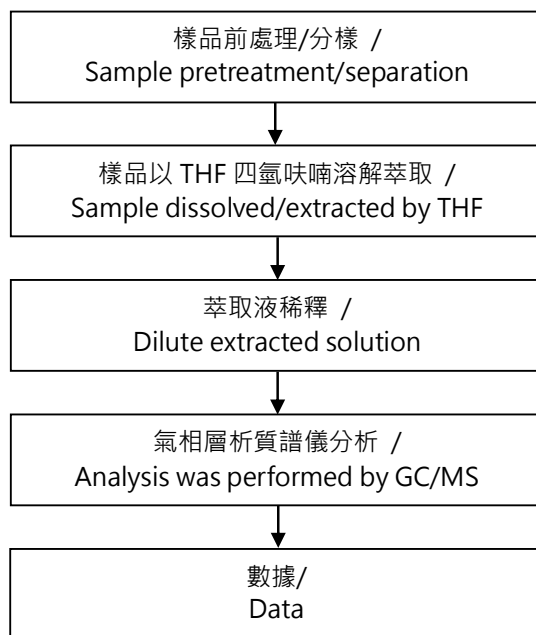 樣品前處理/分樣 /
Sample pretreatment/separation
樣品以 THF 四氫呋喃溶解萃取 /
Sample dissolved/extracted by THF
萃取液稀釋 /
Dilute extracted solution
氣相層析質譜儀分析 /
Analysis was performed by GC/MS
數據/
Data